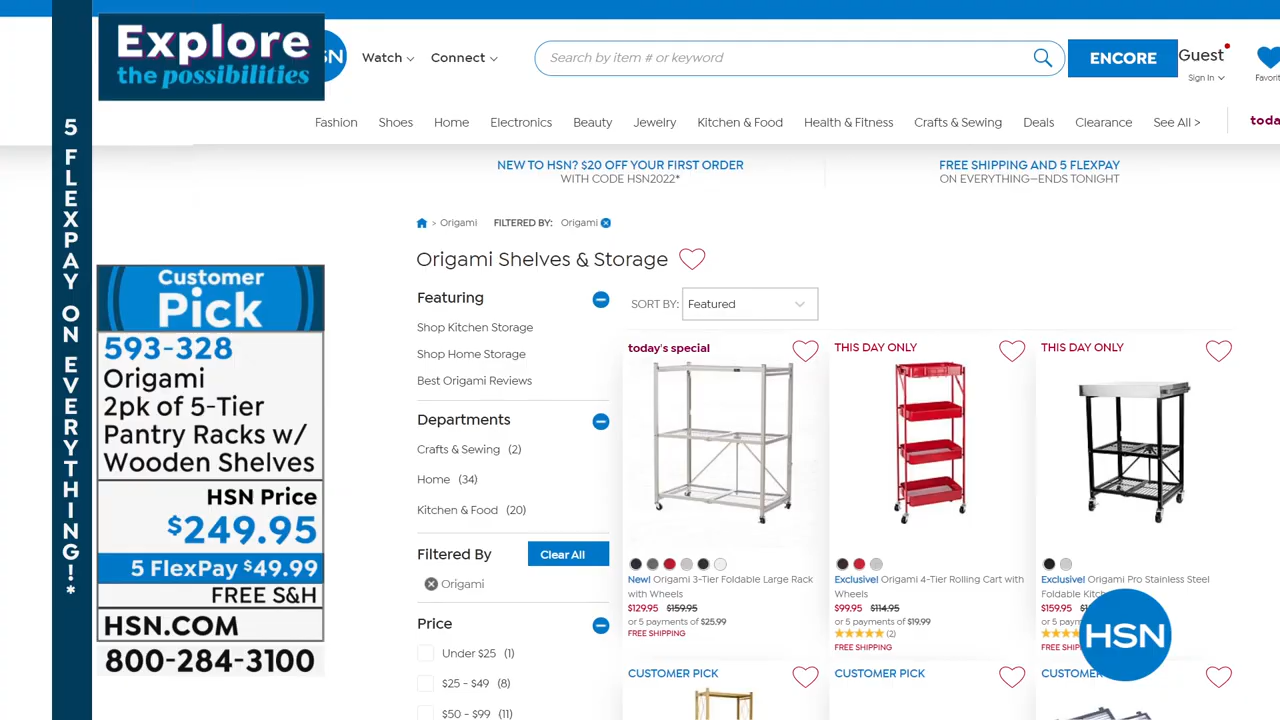 Explore
the possibilities
5 FLEXPAY ON EVERYTHING!*
Customer
Pick
593-328
Origami
2pk of 5-Tier
Pantry Racks w/
Wooden Shelves
HSN Price
$249.95
5 FlexPay $49.99
FREE S&H
HSN.COM
800-284-3100
Watch
Connect
Search by item # or keyword
ENCORE
Guest
Sign In
Fashion
Shoes
Home
Electronics
Beauty
Jewelry
Kitchen & Food
Health & Fitness
Crafts & Sewing
Deals
Clearance
See All >
NEW TO HSN? $20 OFF YOUR FIRST ORDER
WITH CODE HSN2022*
FREE SHIPPING AND 5 FLEXPAY
ON EVERYTHING—ENDS TONIGHT
> Origami
FILTERED BY: Origami
Origami Shelves & Storage
Featuring
Shop Kitchen Storage
Shop Home Storage
Best Origami Reviews
Departments
Crafts & Sewing (2)
Home (34)
Kitchen & Food (20)
Filtered By
Clear All
Origami
Price
Under $25 (1)
$25 - $49 (8)
$50 - $99 (11)
SORT BY: Featured
today's special
New! Origami 3-Tier Foldable Large Rack
with Wheels
$129.95 $159.95
or 5 payments of $25.99
FREE SHIPPING
THIS DAY ONLY
Exclusive! Origami 4-Tier Rolling Cart with
Wheels
$99.95 $114.95
or 5 payments of $19.99
(2)
FREE SHIPPING
THIS DAY ONLY
Exclusive! Origami Pro Stainless Steel
Foldable
$159.95
or 5
FREE
HSN
CUSTOMER PICK
CUSTOMER PICK
CUSTOMER